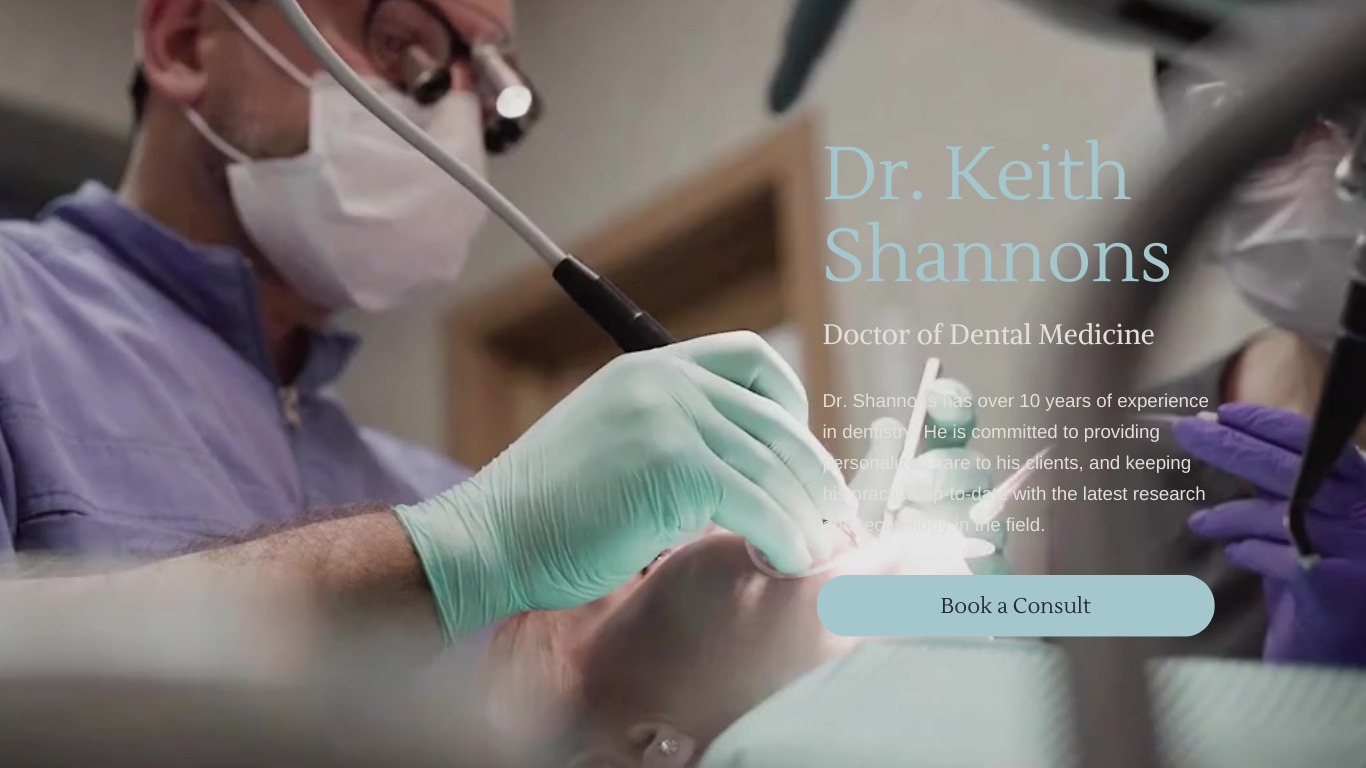 Dr. Keith
Shannons
Doctor of Dental Medicine
Dr. Shannons has over 10 years of experience
in dentistry. He is committed to providing
personalized care to his clients, and keeping
his practice up-to-date with the latest research
and technology in the field.
Book a Consult